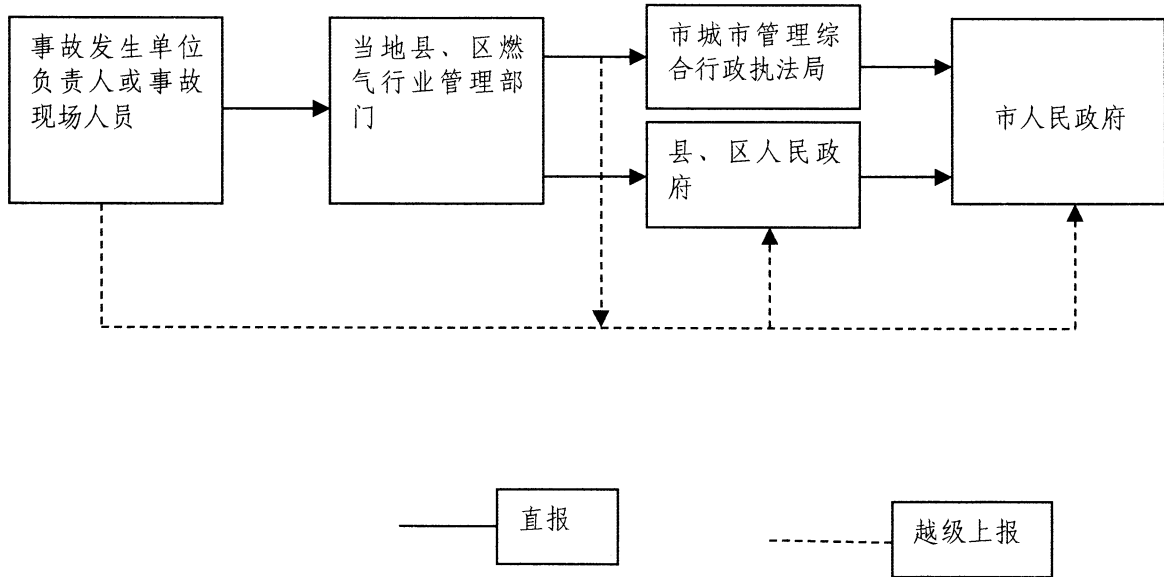 事故发生单位
负责人或事故
现场人员
当地县、区燃
气行业管理部
门
市城市管理综
合行政执法局
县、区人民政
府
市人民政府
直报
越级上报